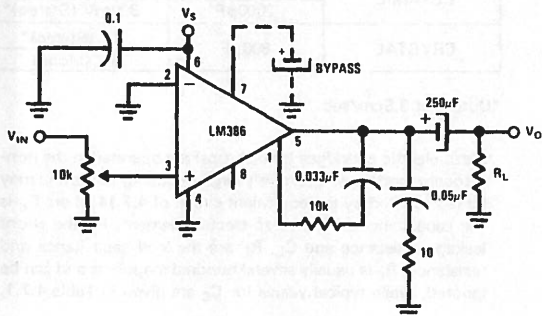 0.1
VS
6
2
−
7
+
BYPASS
LM386
250μF
+
VO
5
VIN
1
10k
3
+
8
4
0.033μF
0.05μF
RL
10k
10